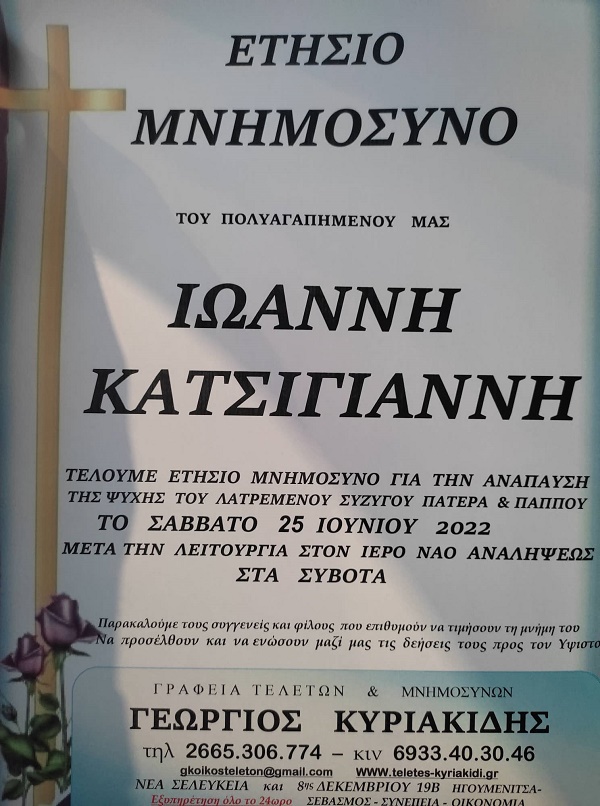 ΕΤΗΣΙΟ
ΜΝΗΜΟΣΥΝΟ
ΤΟΥ ΠΟΛΥΑΓΑΠΗΜΕΝΟΥ ΜΑΣ
ΙΩΑΝΝΗ
ΚΑΤΣΙΓΙΑΝΝΗ
ΤΕΛΟΥΜΕ ΕΤΗΣΙΟ ΜΝΗΜΟΣΥΝΟ ΓΙΑ ΤΗΝ ΑΝΑΠΑΥΣΗ
ΤΗΣ ΨΥΧΗΣ ΤΟΥ ΛΑΤΡΕΜΕΝΟΥ ΣΥΖΥΓΟΥ ΠΑΤΕΡΑ & ΠΑΠΠΟΥ
ΤΟ ΣΑΒΒΑΤΟ 25 ΙΟΥΝΙΟΥ 2022
ΜΕΤΑ ΤΗΝ ΛΕΙΤΟΥΡΓΙΑ ΣΤΟΝ ΙΕΡΟ ΝΑΟ ΑΝΑΛΗΨΕΩΣ
ΣΤΑ ΣΥΒΟΤΑ
Παρακαλούμε τους συγγενείς και φίλους που επιθυμούν να τιμήσουν τη μνήμη του
Να προσέλθουν και να ενώσουν μαζί μας τις δεήσεις τους προς τον Υψιστο
ΓΡΑΦΕΙΑ ΤΕΛΕΤΩΝ & ΜΝΗΜΟΣΥΝΩΝ
ΓΕΩΡΓΙΟΣ ΚΥΡΙΑΚΙΔΗΣ
τηλ 2665.306.774 – κιν 6933.40.30.46
gkoikosteleton@gmail.com www.teletes-kyriakidi.gr
ΝΕΑ ΣΕΛΕΥΚΕΙΑ και 8ης ΔΕΚΕΜΒΡΙΟΥ 19Β ΗΓΟΥΜΕΝΙΤΣΑ-
Εξυπηρέτηση όλο το 24ωρο ΣΕΒΑΣΜΟΣ - ΣΥΝΕΠΕΙΑ - ΟΙΚΟΝΟΜΙΑ